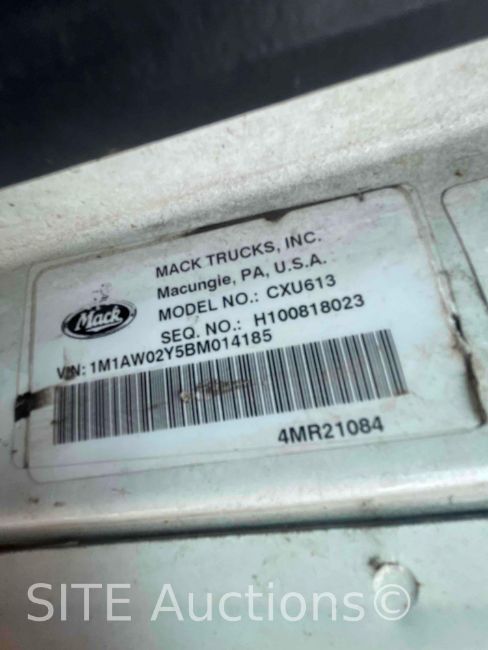 MACK TRUCKS, INC.
Macungie, PA, U.S.A.
MODEL NO.: CXU613
SEQ. NO.: H100818023
Mack
VIN: 1M1AW02Y5BM014185
4MR21084
SITE Auctions©